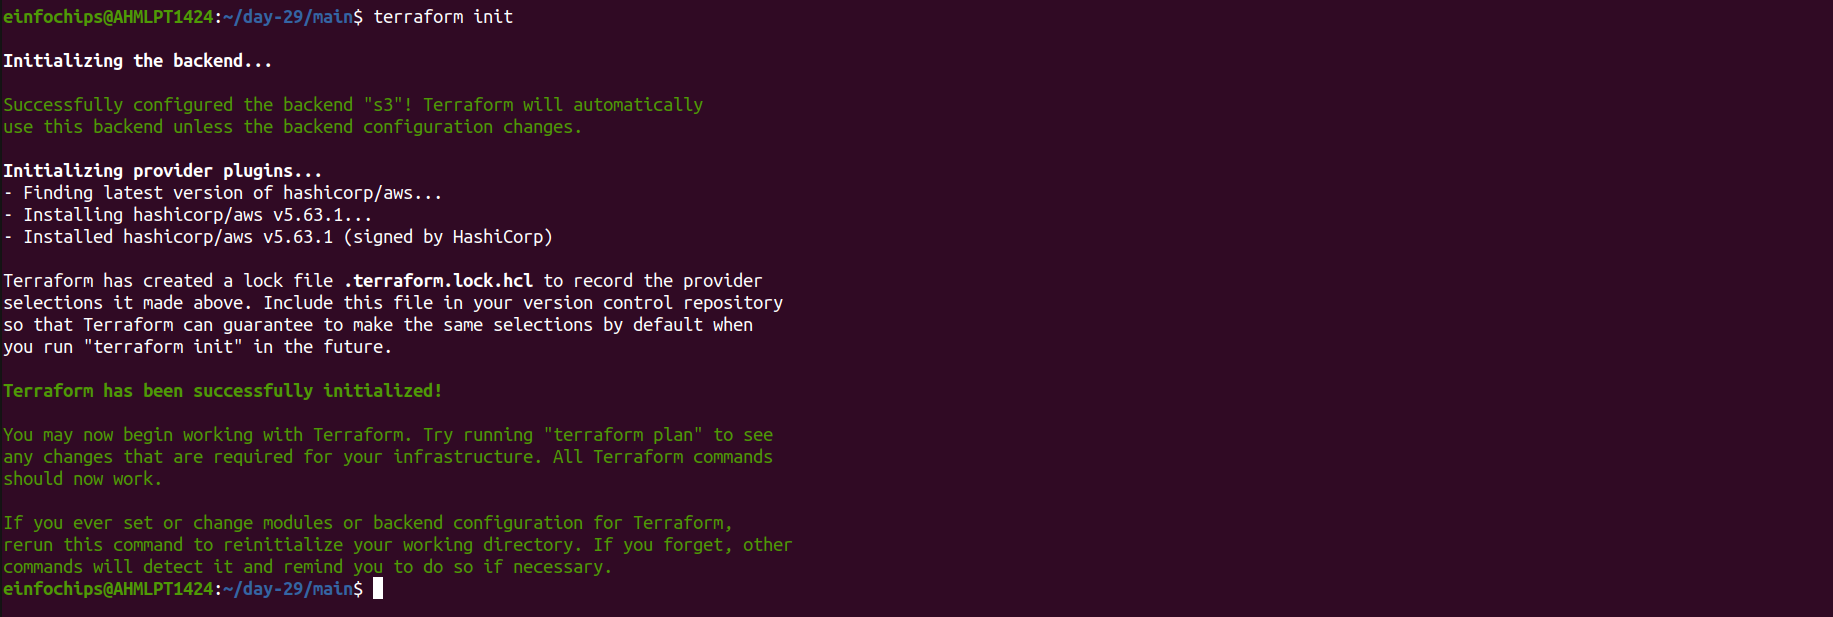 einfochips@AHMLPT1424:~/day-29/main$ terraform init
Initializing the backend...
Successfully configured the backend "s3"! Terraform will automatically
use this backend unless the backend configuration changes.
Initializing provider plugins...
- Finding latest version of hashicorp/aws...
- Installing hashicorp/aws v5.63.1...
- Installed hashicorp/aws v5.63.1 (signed by HashiCorp)
Terraform has created a lock file .terraform.lock.hcl to record the provider
selections it made above. Include this file in your version control repository
so that Terraform can guarantee to make the same selections by default when
you run "terraform init" in the future.
Terraform has been successfully initialized!
You may now begin working with Terraform. Try running "terraform plan" to see
any changes that are required for your infrastructure. All Terraform commands
should now work.
If you ever set or change modules or backend configuration for Terraform,
rerun this command to reinitialize your working directory. If you forget, other
commands will detect it and remind you to do so if necessary.
einfochips@AHMLPT1424:~/day-29/main$